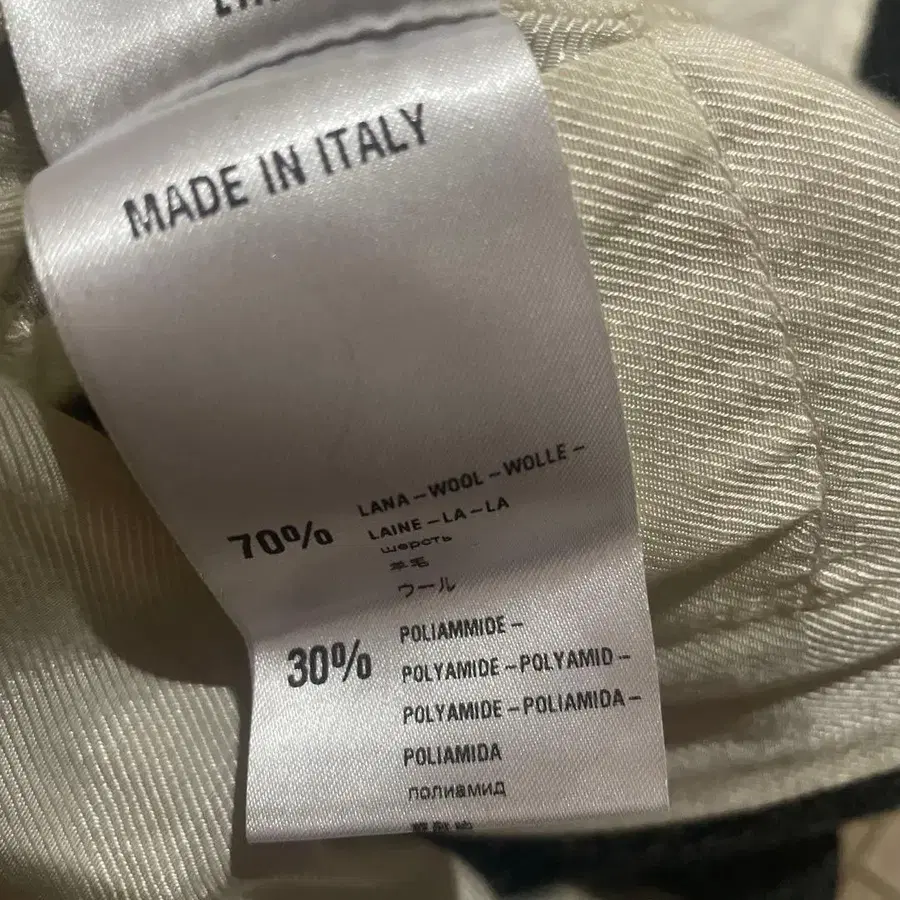 MADE IN ITALY
70% LANA-WOOL-WOLLE-
LAINE-LA-LA
шерсть
羊毛
ウール
30% POLIAMMIDE-
POLYAMIDE-POLYAMID-
POLYAMIDE-POLIAMIDA-
POLIAMIDA
полиамид